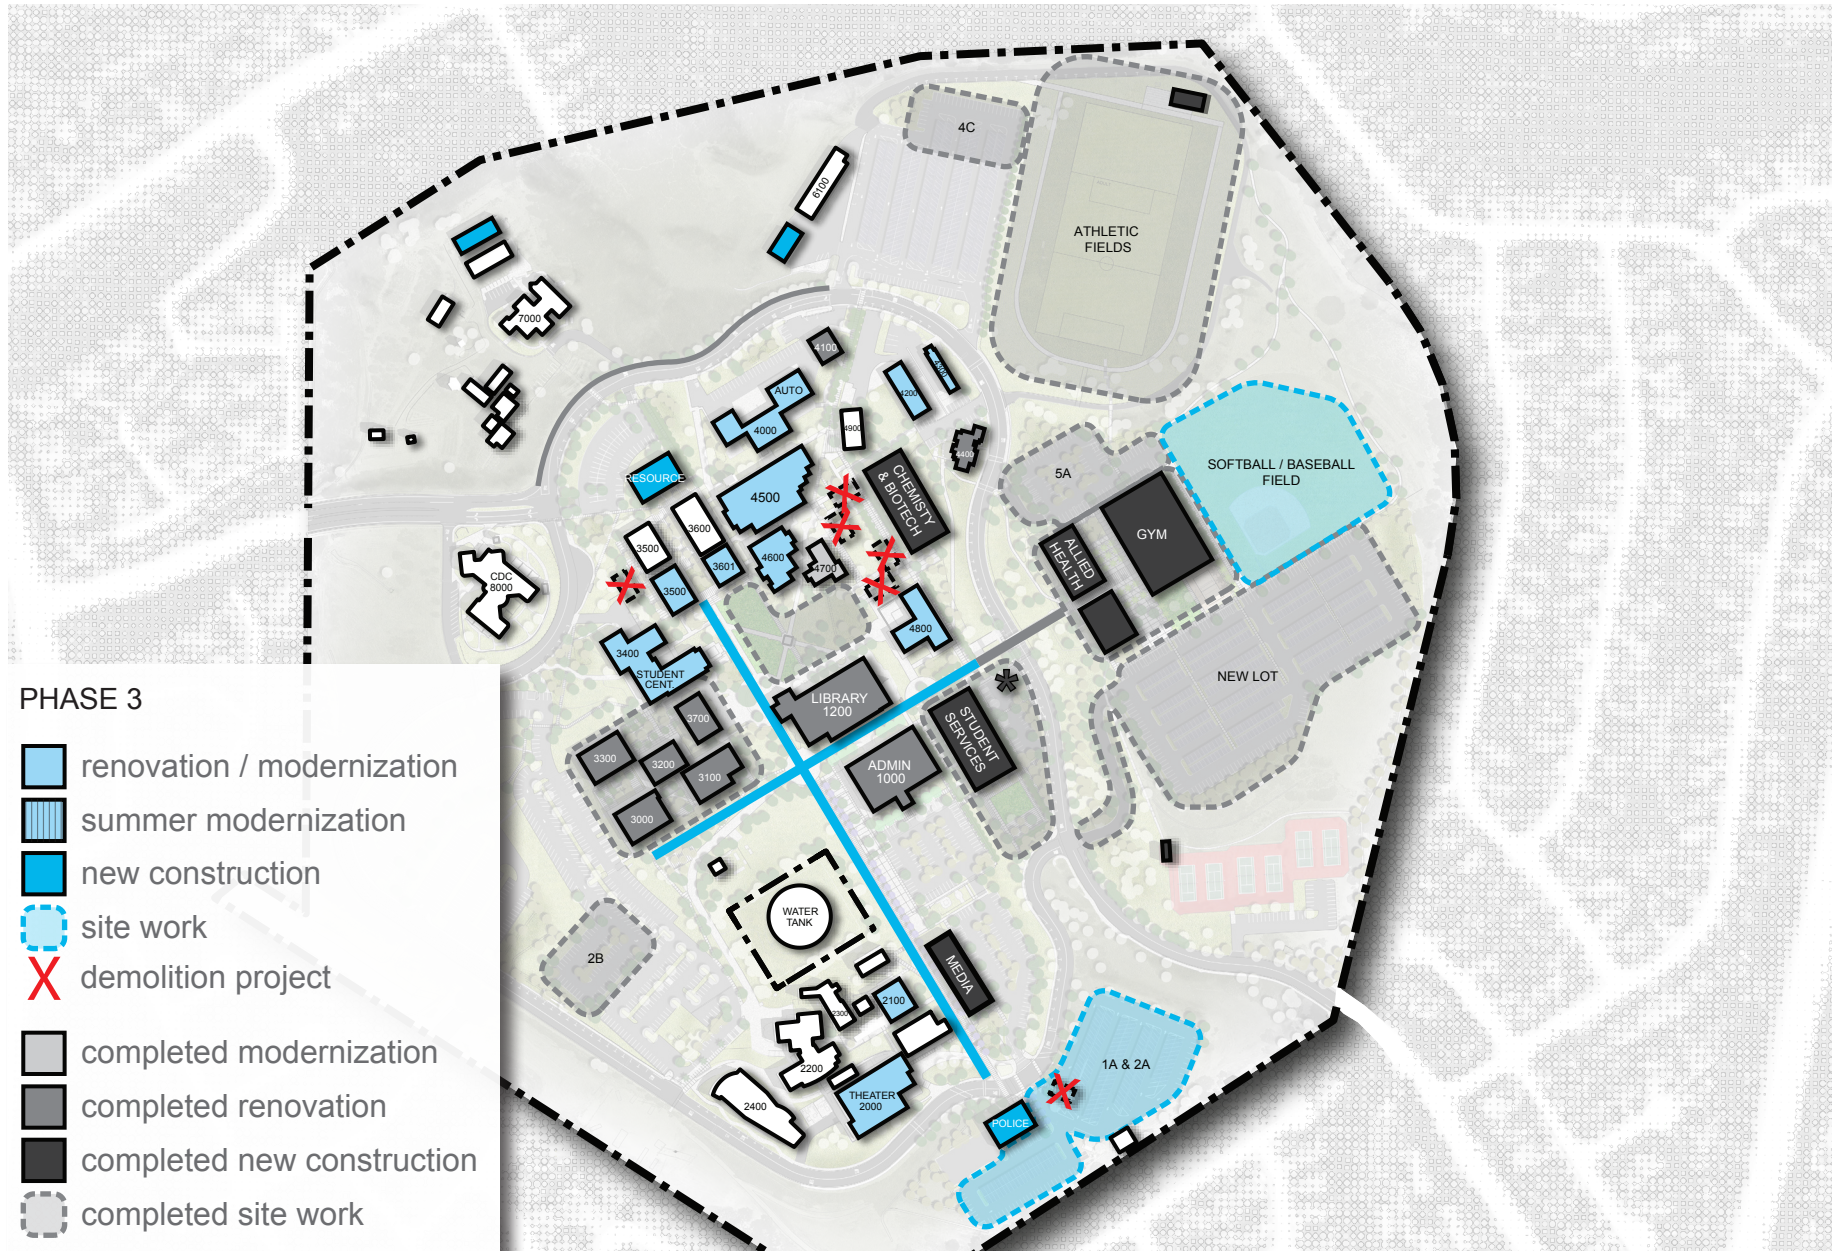 4C
6100
ATHLETIC
FIELDS
7000
4100
4300
AUTO
4200
4000
4900
4400
RESOURCE
4500
CHEMISTY
& BIOTECH
5A
SOFTBALL / BASEBALL
FIELD
3600
3500
GYM
4600
4700
3601
ALLIED
HEALTH
CDC
8000
3500
4800
3400
STUDENT
CENT.
NEW LOT
PHASE 3
LIBRARY
1200
3700
STUDENT
SERVICES
renovation / modernization
3300
3200
3100
ADMIN
1000
summer modernization
3000
new construction
WATER
TANK
site work
2B
MEDIA
demolition project
2100
2300
completed modernization
2200
1A & 2A
THEATER
2000
2400
completed renovation
POLICE
completed new construction
completed site work